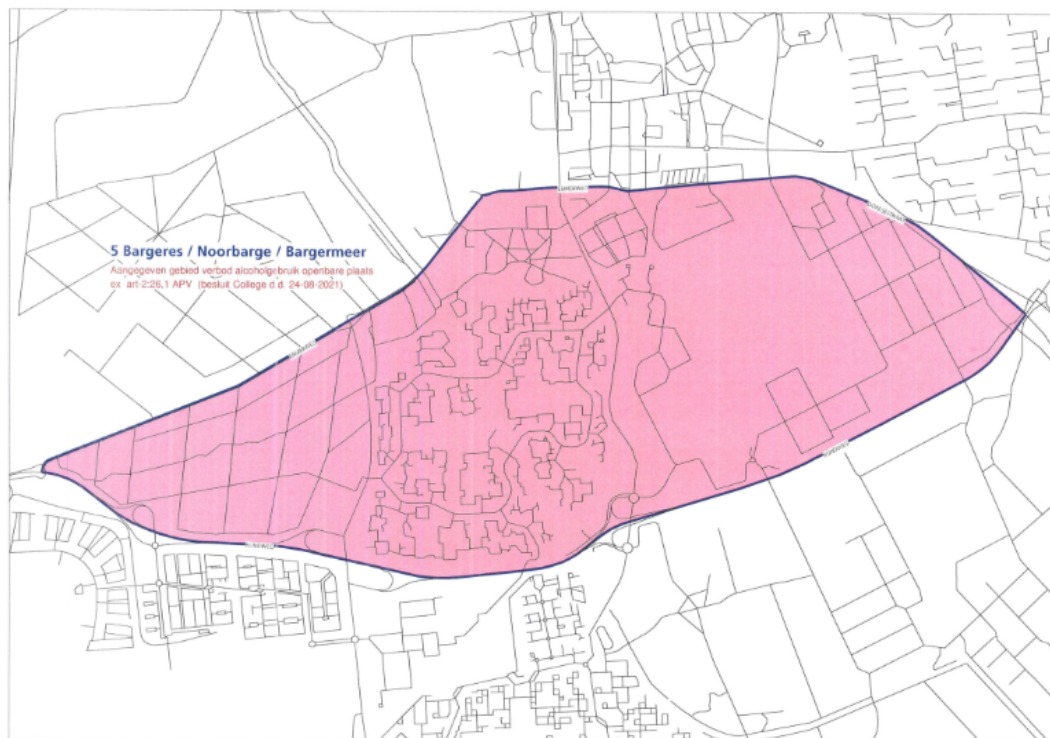 5 Bargeres / Noorbarge / Bargermeer
Aangegeven gebied verbod alcoholgebruik openbare plaats
ex art 2:26,1 APV (besluit College d.d. 24-08-2021)